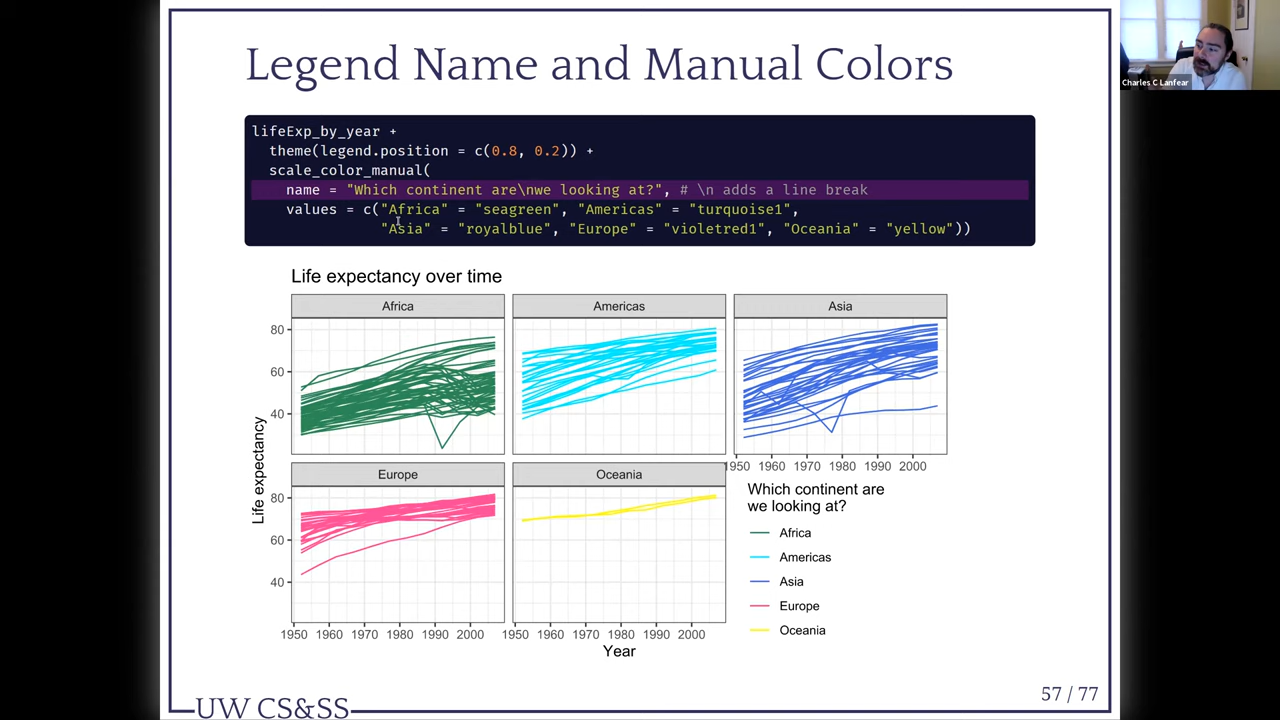 Legend Name and Manual Colors
Charles C Lanfear
lifeExp_by_year +
theme(legend.position = c(0.8, 0.2)) +
scale_color_manual(
name = "Which continent are\nwe looking at?", # \n adds a line break
values = c("Africa" = "seagreen", "Americas" = "turquoise1",
"Asia" = "royalblue", "Europe" = "violetred1", "Oceania" = "yellow"))
Life expectancy over time
Africa
Americas
Asia
80
60
40
1950 1960 1970 1980 1990 2000
Life expectancy
Europe
Oceania
80
60
40
1950 1960 1970 1980 1990 2000
1950 1960 1970 1980 1990 2000
Year
Which continent are
we looking at?
Africa
Americas
Asia
Europe
Oceania
57 / 77
UW CS&SS